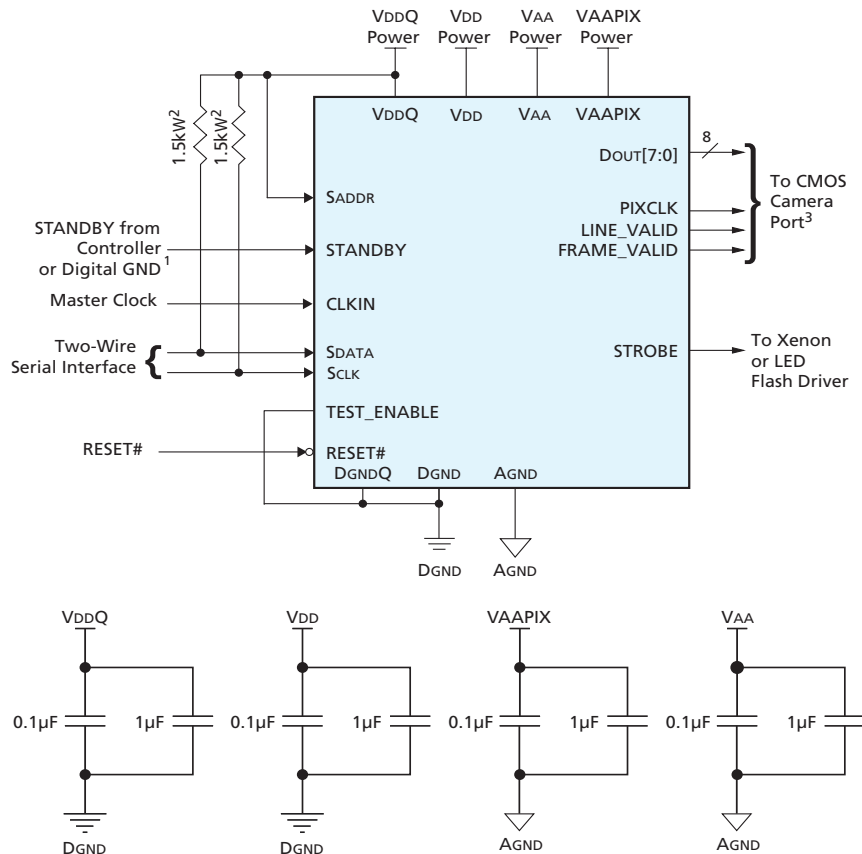 VDDQ Power
VDD Power
VAA Power
VAAPIX Power
1.5kW²
1.5kW²
VDDQ
VDD
VAA
VAAPIX
DOUT[7:0]
8
SADDR
PIXCLK
LINE_VALID
FRAME_VALID
To CMOS
Camera
Port³
STANDBY from
Controller
or Digital GND¹
STANDBY
Master Clock
CLKIN
Two-Wire
Serial Interface
SDATA
SCLK
STROBE
To Xenon
or LED
Flash Driver
TEST_ENABLE
RESET#
RESET#
DGNDQ
DGND
AGND
DGND
AGND
VDDQ
VDD
VAAPIX
VAA
0.1µF
1µF
0.1µF
1µF
0.1µF
1µF
0.1µF
1µF
DGND
DGND
AGND
AGND